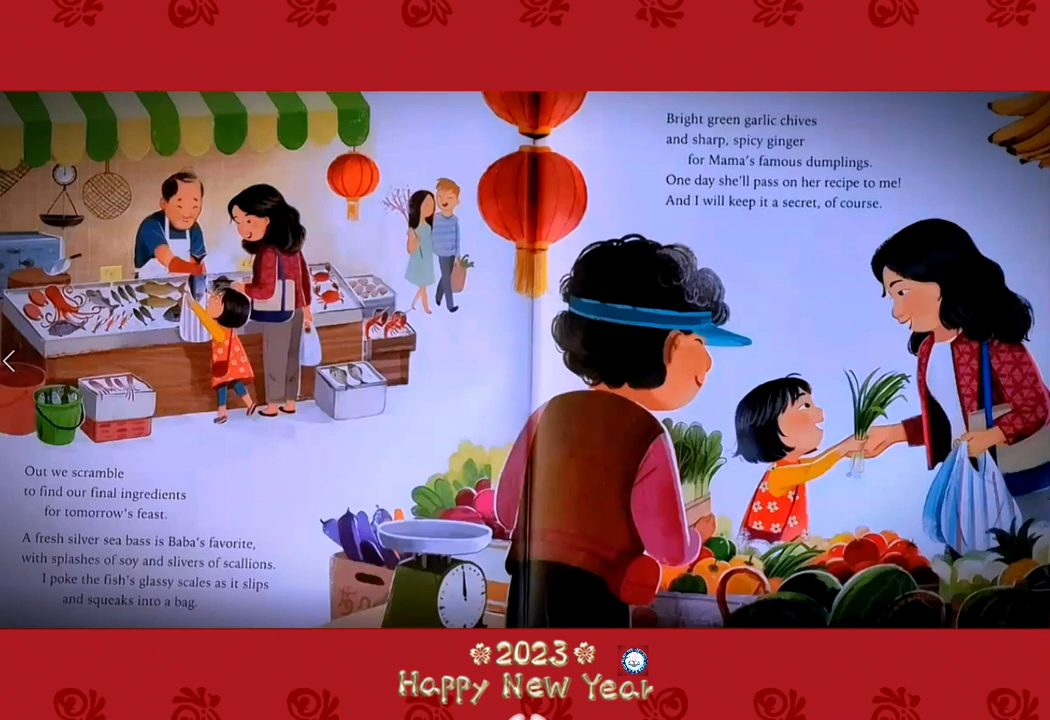 Out we scramble
to find our final ingredients
for tomorrow's feast.
A fresh silver sea bass is Baba's favorite,
with splashes of soy and slivers of scallions.
I poke the fish's glassy scales as it slips
and squeaks into a bag.
Bright green garlic chives
and sharp, spicy ginger
for Mama's famous dumplings.
One day she'll pass on her recipe to me!
And I will keep it a secret, of course.
2023
Happy New Year